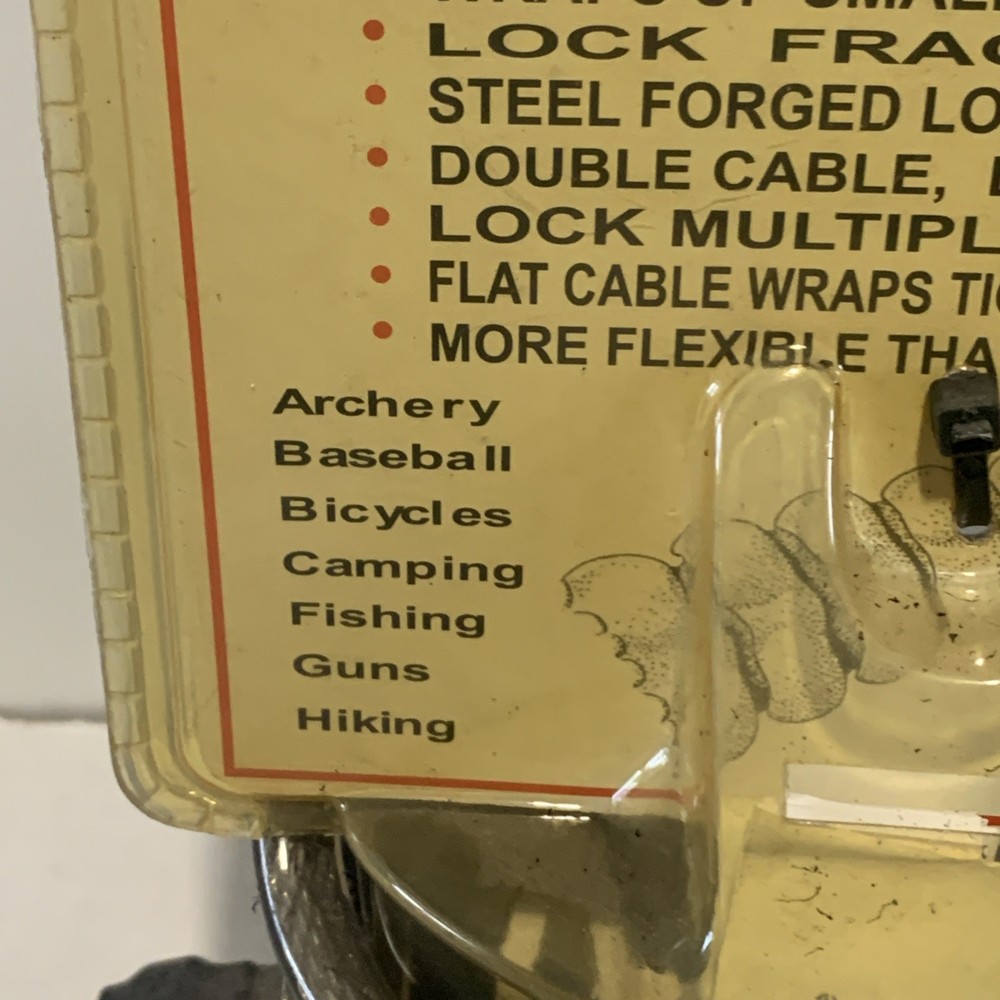 LOCK
STEEL FORGED
DOUBLE CABLE,
LOCK
FLAT CABLE WRAPS
MORE FLEXIBLE
Archery
Baseball
Bicycles
Camping
Fishing
Guns
Hiking